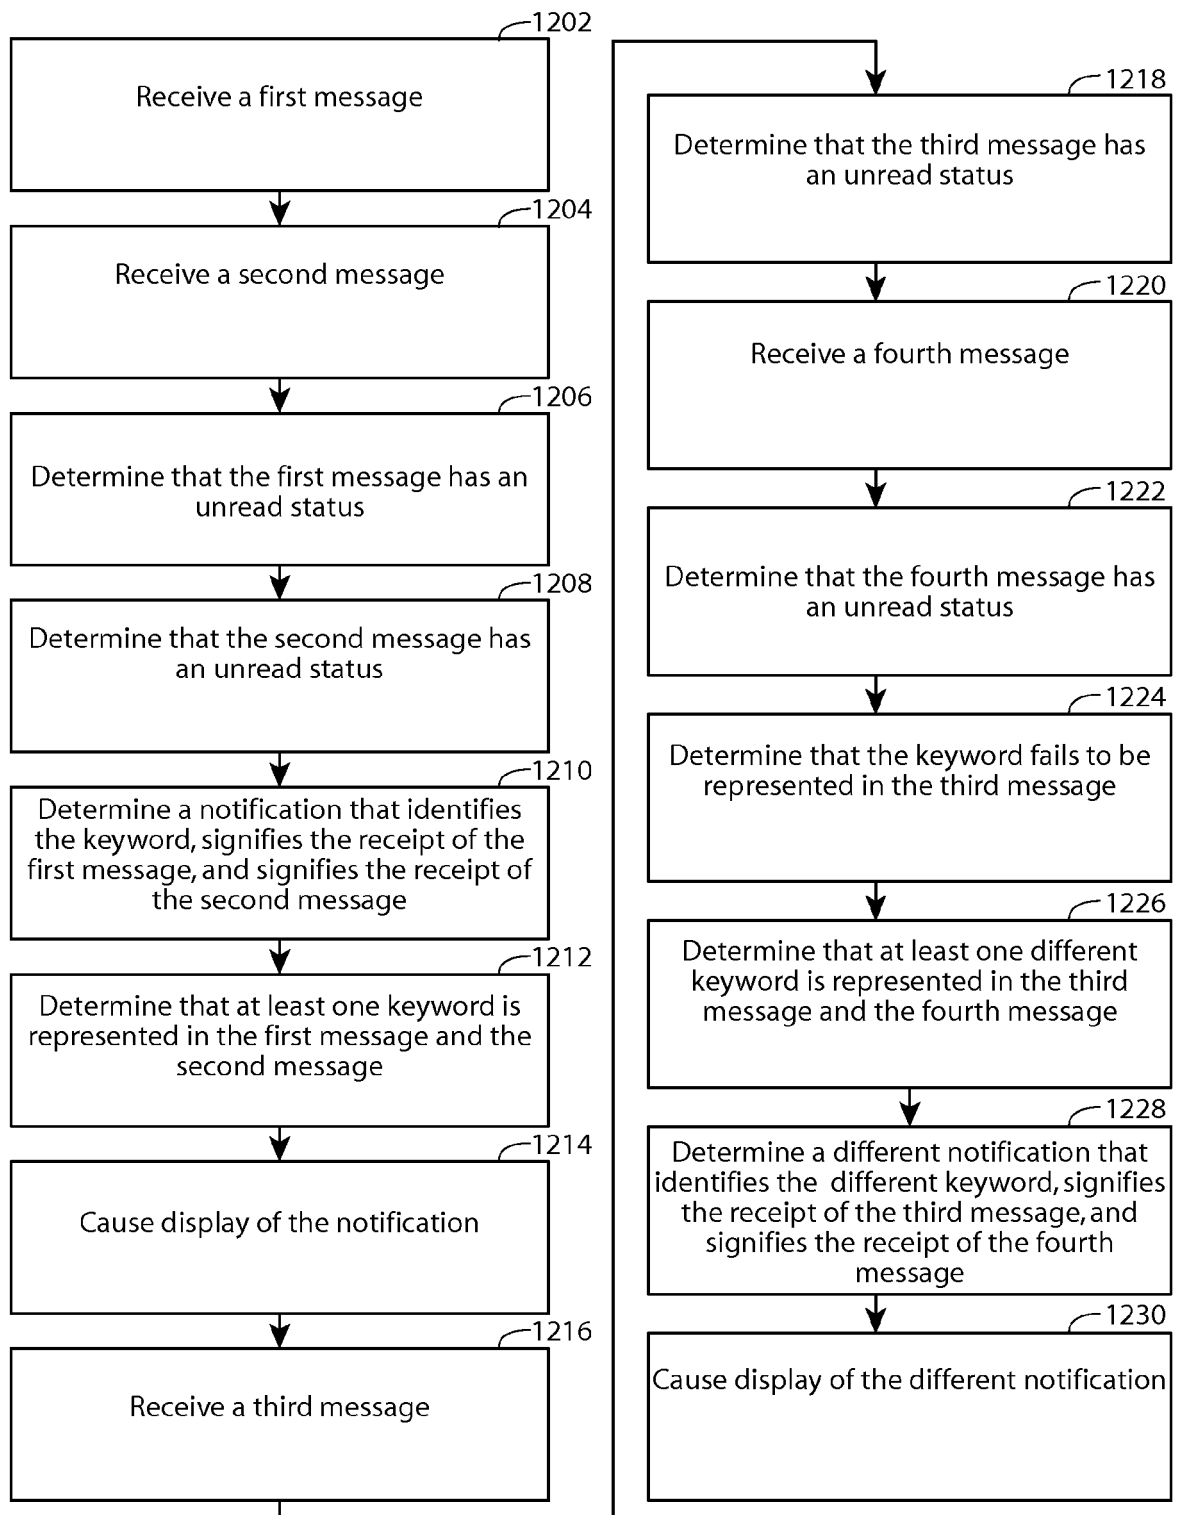 1202
Receive a first message
1204
Receive a second message
1206
Determine that the first message has an
unread status
1208
Determine that the second message has
an unread status
1210
Determine a notification that identifies
the keyword, signifies the receipt of the
first message, and signifies the receipt of
the second message
1212
Determine that at least one keyword is
represented in the first message and the
second message
1214
Cause display of the notification
1216
Receive a third message
1218
Determine that the third message has
an unread status
1220
Receive a fourth message
1222
Determine that the fourth message has
an unread status
1224
Determine that the keyword fails to be
represented in the third message
1226
Determine that at least one different
keyword is represented in the third
message and the fourth message
1228
Determine a different notification that
identifies the different keyword, signifies
the receipt of the third message, and
signifies the receipt of the fourth
message
1230
Cause display of the different notification